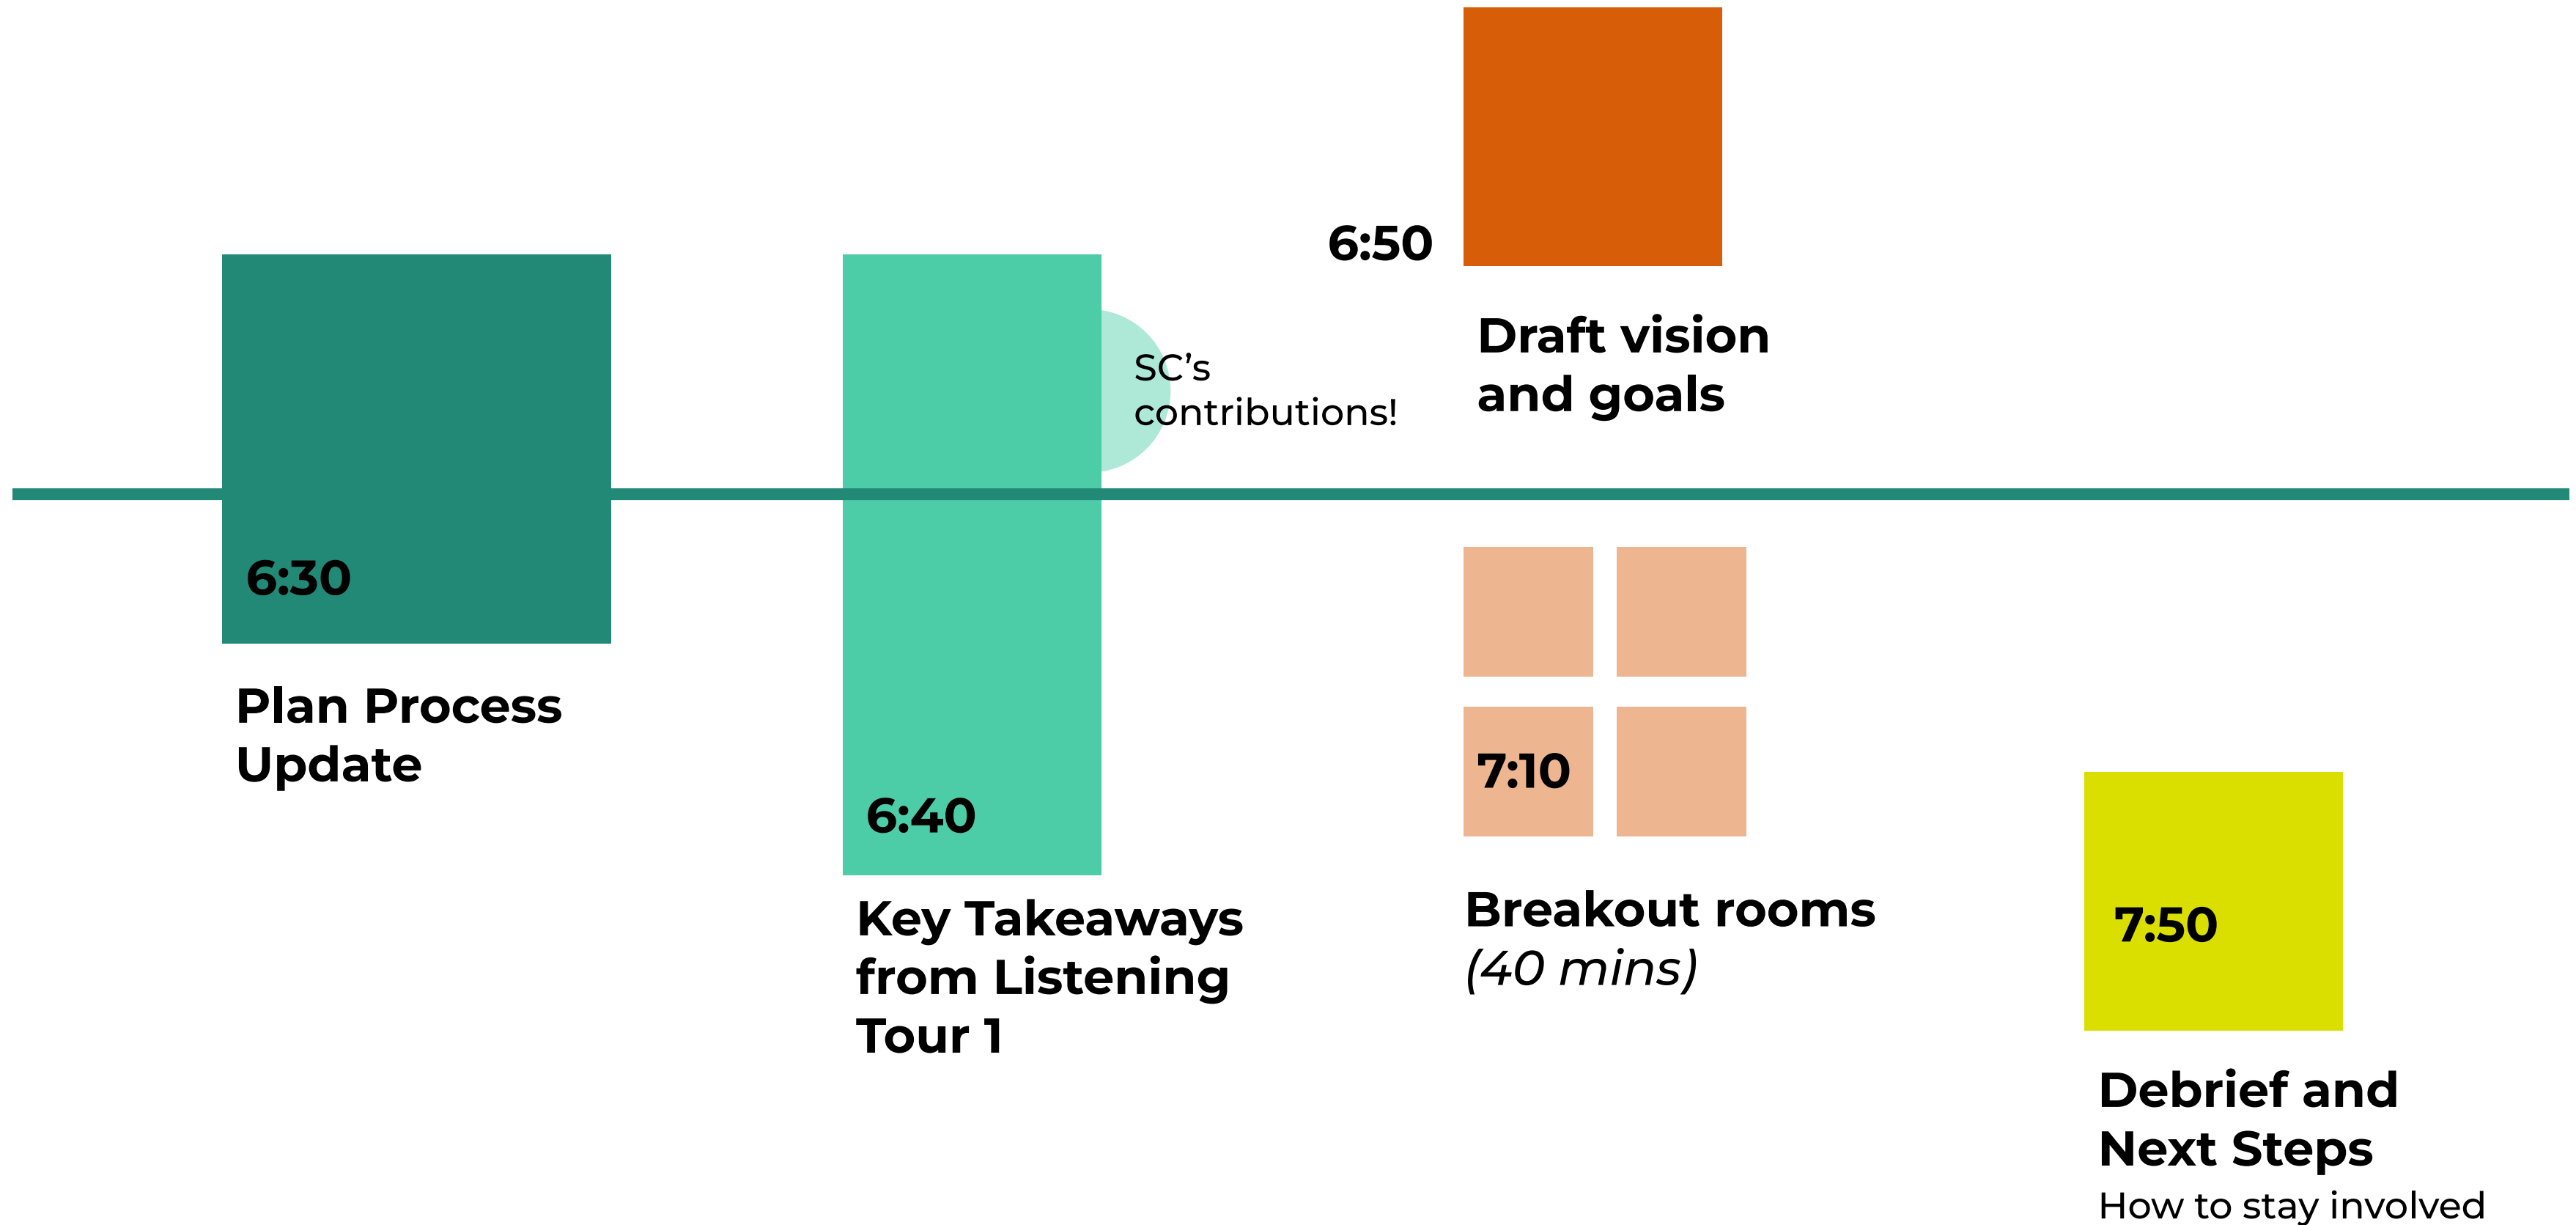 6:30
Plan Process
Update
6:40
Key Takeaways
from Listening
Tour 1
SC’s
contributions!
6:50
Draft vision
and goals
7:10
Breakout rooms
(40 mins)
7:50
Debrief and
Next Steps
How to stay involved